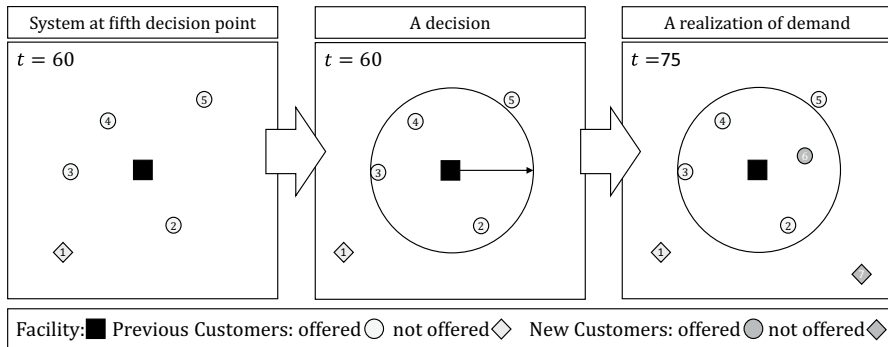 System at fifth decision point
A decision
A realization of demand
t = 60
t = 60
t =75
5
4
3
2
1
5
4
3
2
1
5
4
6
3
2
1
7
Facility: Previous Customers: offered not offered New Customers: offered not offered